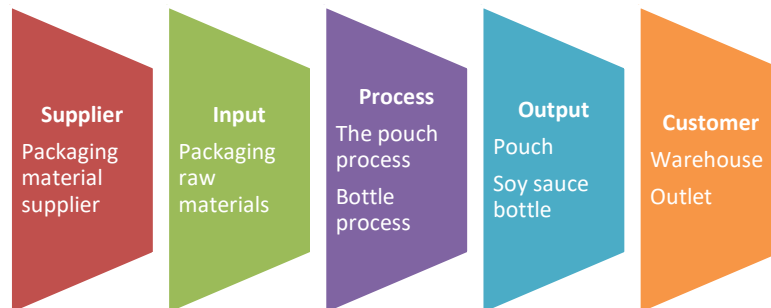 Supplier
Packaging
material
supplier
Input
Packaging
raw
materials
Process
The pouch
process
Bottle
process
Output
Pouch
Soy sauce
bottle
Customer
Warehouse
Outlet